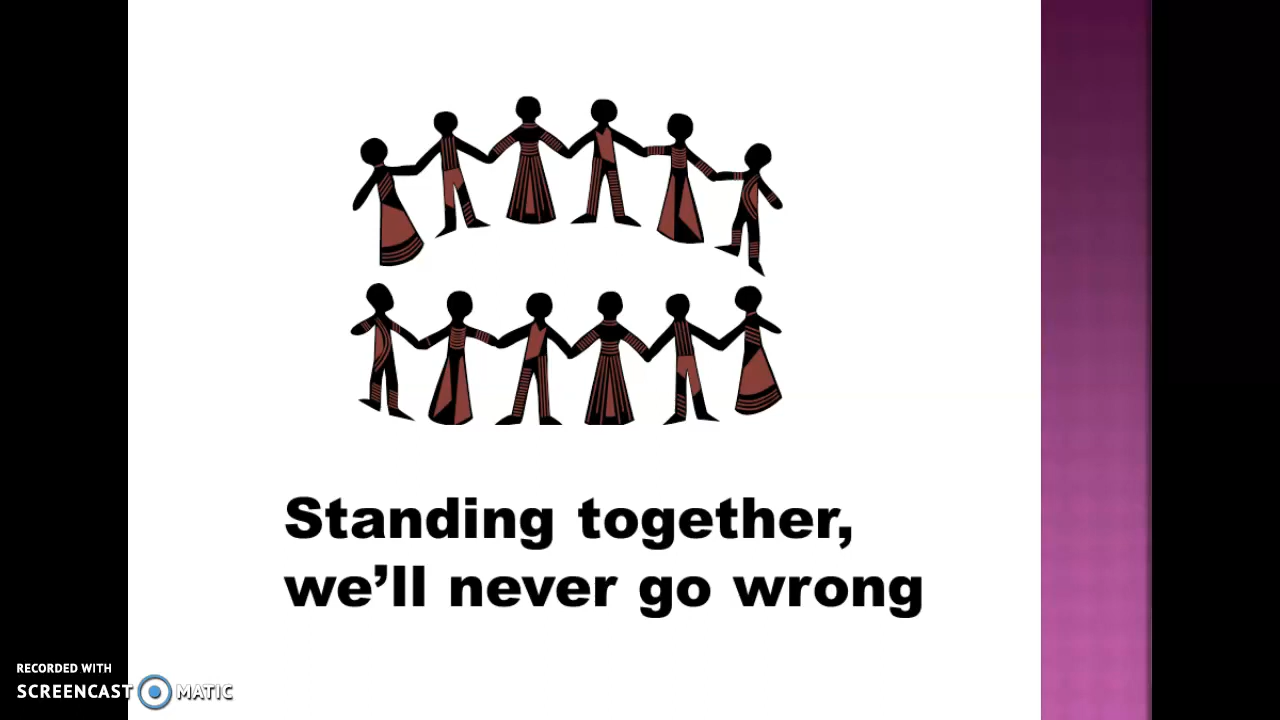 Standing together,
we’ll never go wrong
RECORDED WITH
SCREENCAST MATIC